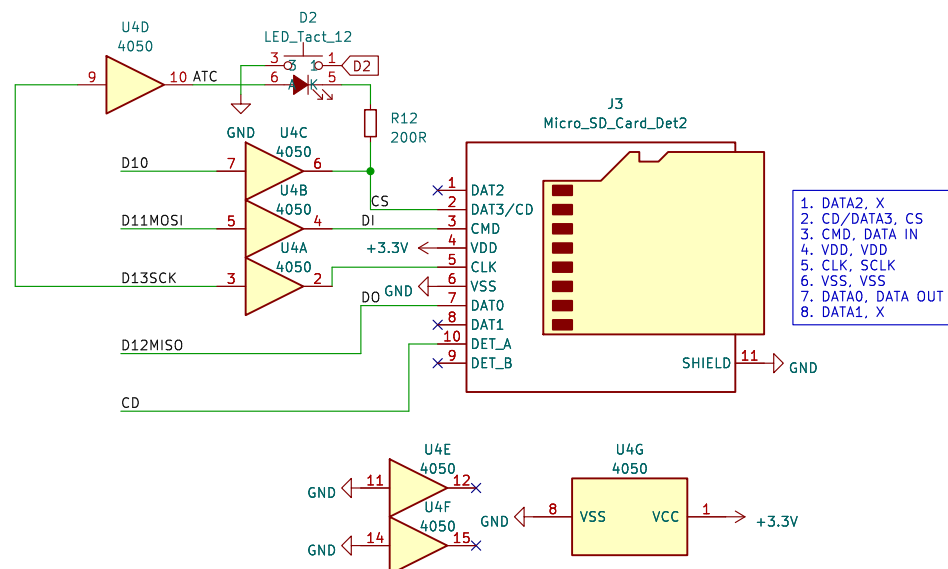 D2
LED_Tact_12
U4D
4050
9
10
ATC
3
3
1
1
D2
6
A
K
5
GND
R12
200R
U4C
4050
D10
7
6
U4B
4050
CS
D11MOSI
5
4
DI
U4A
4050
D13SCK
3
2
+3.3V
GND
DO
D12MISO
CD
J3
Micro_SD_Card_Det2
1 DAT2
2 DAT3/CD
3 CMD
4 VDD
5 CLK
6 VSS
7 DAT0
8 DAT1
10 DET_A
9 DET_B
SHIELD 11
GND
1. DATA2, X
2. CD/DATA3, CS
3. CMD, DATA IN
4. VDD, VDD
5. CLK, SCLK
6. VSS, VSS
7. DATA0, DATA OUT
8. DATA1, X
U4E
4050
GND
11
12
U4F
4050
GND
14
15
U4G
4050
GND
8
VSS
VCC
1
+3.3V